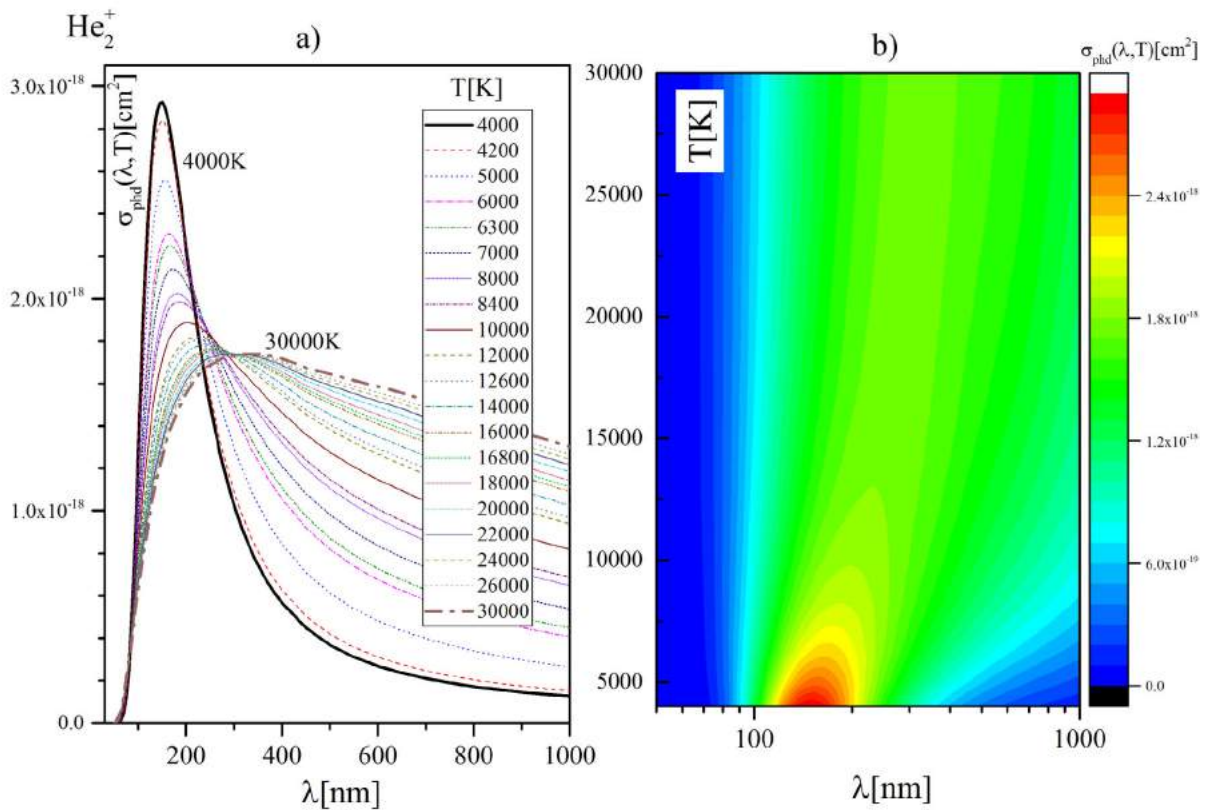 He₂⁺
a)
b)
σphd(λ,T)[cm²]
3.0x10⁻¹⁸
2.0x10⁻¹⁸
1.0x10⁻¹⁸
0.0
σphd(λ,T)[cm²]
4000K
30000K
T[K]
4000
4200
5000
6000
6300
7000
8000
8400
10000
12000
12600
14000
16000
16800
18000
20000
22000
24000
26000
30000
200
400
600
800
1000
λ[nm]
T[K]
30000
25000
20000
15000
10000
5000
100
1000
λ[nm]
2.4x10⁻¹⁸
1.8x10⁻¹⁸
1.2x10⁻¹⁸
6.0x10⁻¹⁹
0.0